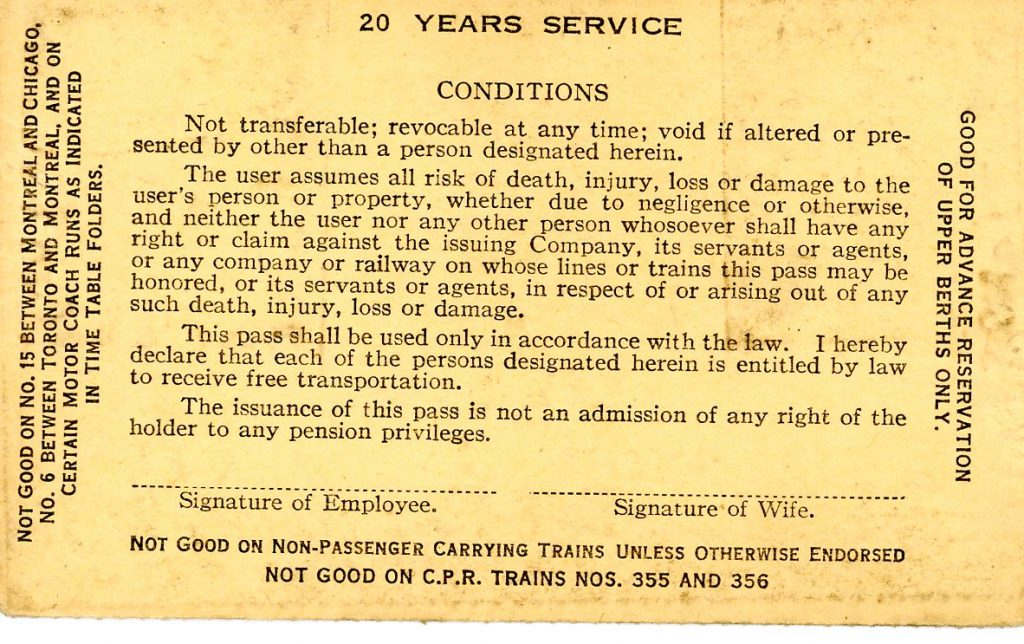 20 YEARS SERVICE
CONDITIONS
Not transferable; revocable at any time; void if altered or pre-
sented by other than a person designated herein.
The user assumes all risk of death, injury, loss or damage to the
user's person or property, whether due to negligence or otherwise,
and neither the user nor any other person whosoever shall have any
right or claim against the issuing Company, its servants or agents,
or any company or railway on whose lines or trains this pass may be
honored, or its servants or agents, in respect of or arising out of any
such death, injury, loss or damage.
This pass shall be used only in accordance with the law. I hereby
declare that each of the persons designated herein is entitled by law
to receive free transportation.
The issuance of this pass is not an admission of any right of the
holder to any pension privileges.
Signature of Employee. Signature of Wife.
NOT GOOD ON NON-PASSENGER CARRYING TRAINS UNLESS OTHERWISE ENDORSED
NOT GOOD ON C.P.R. TRAINS NOS. 355 AND 356
NOT GOOD ON NO. 15 BETWEEN MONTREAL AND CHICAGO,
NO. 6 BETWEEN TORONTO AND MONTREAL, AND ON
CERTAIN MOTOR COACH RUNS AS INDICATED
IN TIME TABLE FOLDERS.
GOOD FOR ADVANCE RESERVATION
OF UPPER BERTHS ONLY.